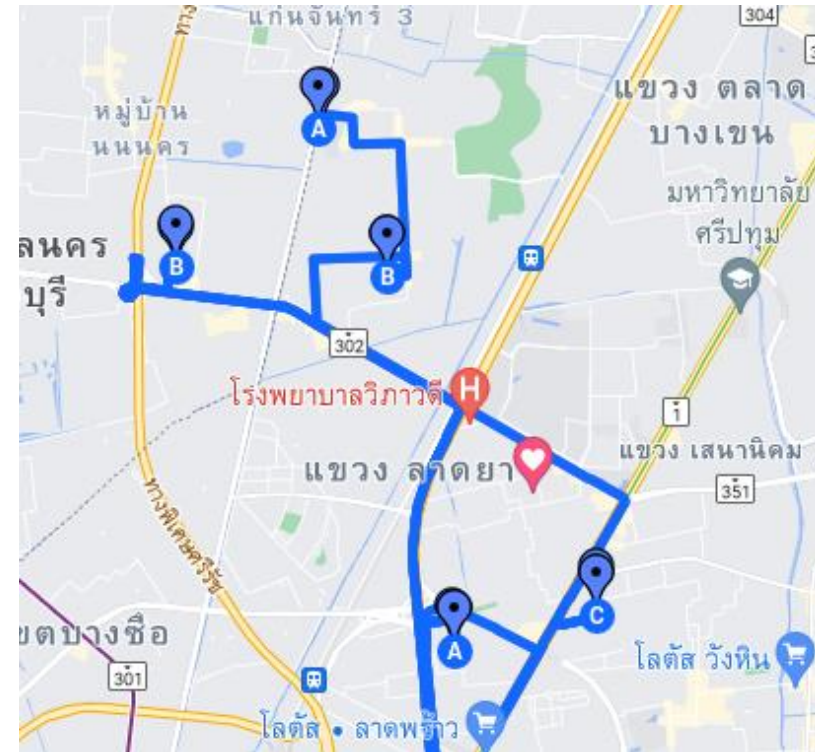 แก่นจันทร์ 3
304
ทาง
แขวง ตลาด
บางเขน
หมู่บ้าน
นนนคร
A
มหาวิทยาลัย
ศรีปทุม
ลนคร
บุรี
B
B
302
โรงพยาบาลวิภาวดี
H
1
แขวง เสนานิคม
351
แขวง ลาดยา
ทางพิเศษศรีรัช
C
A
ขตบางซื่อ
301
โลตัส วังหิน
โลตัส • ลาดพร้าว